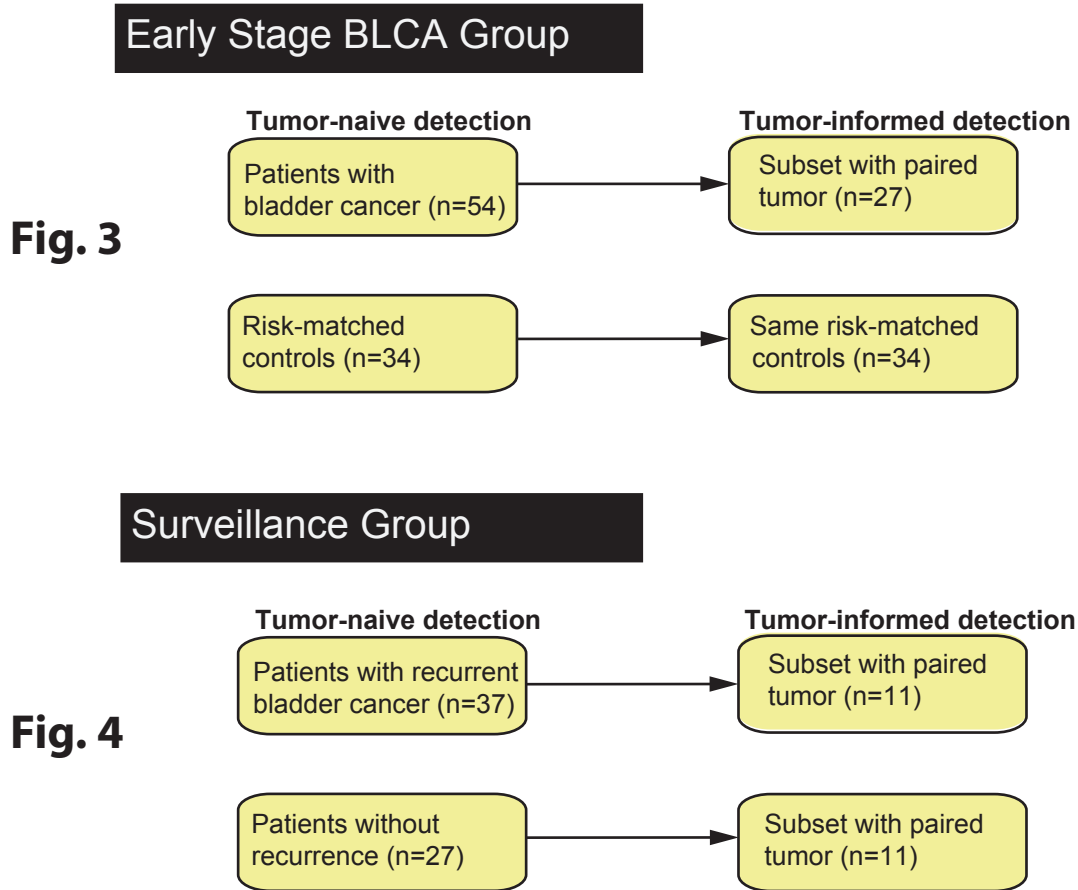 Early Stage BLCA Group
Tumor-naive detection
Tumor-informed detection
Patients with
bladder cancer (n=54)
Subset with paired
tumor (n=27)
Fig. 3
Risk-matched
controls (n=34)
Same risk-matched
controls (n=34)
Surveillance Group
Tumor-naive detection
Tumor-informed detection
Patients with recurrent
bladder cancer (n=37)
Subset with paired
tumor (n=11)
Fig. 4
Patients without
recurrence (n=27)
Subset with paired
tumor (n=11)